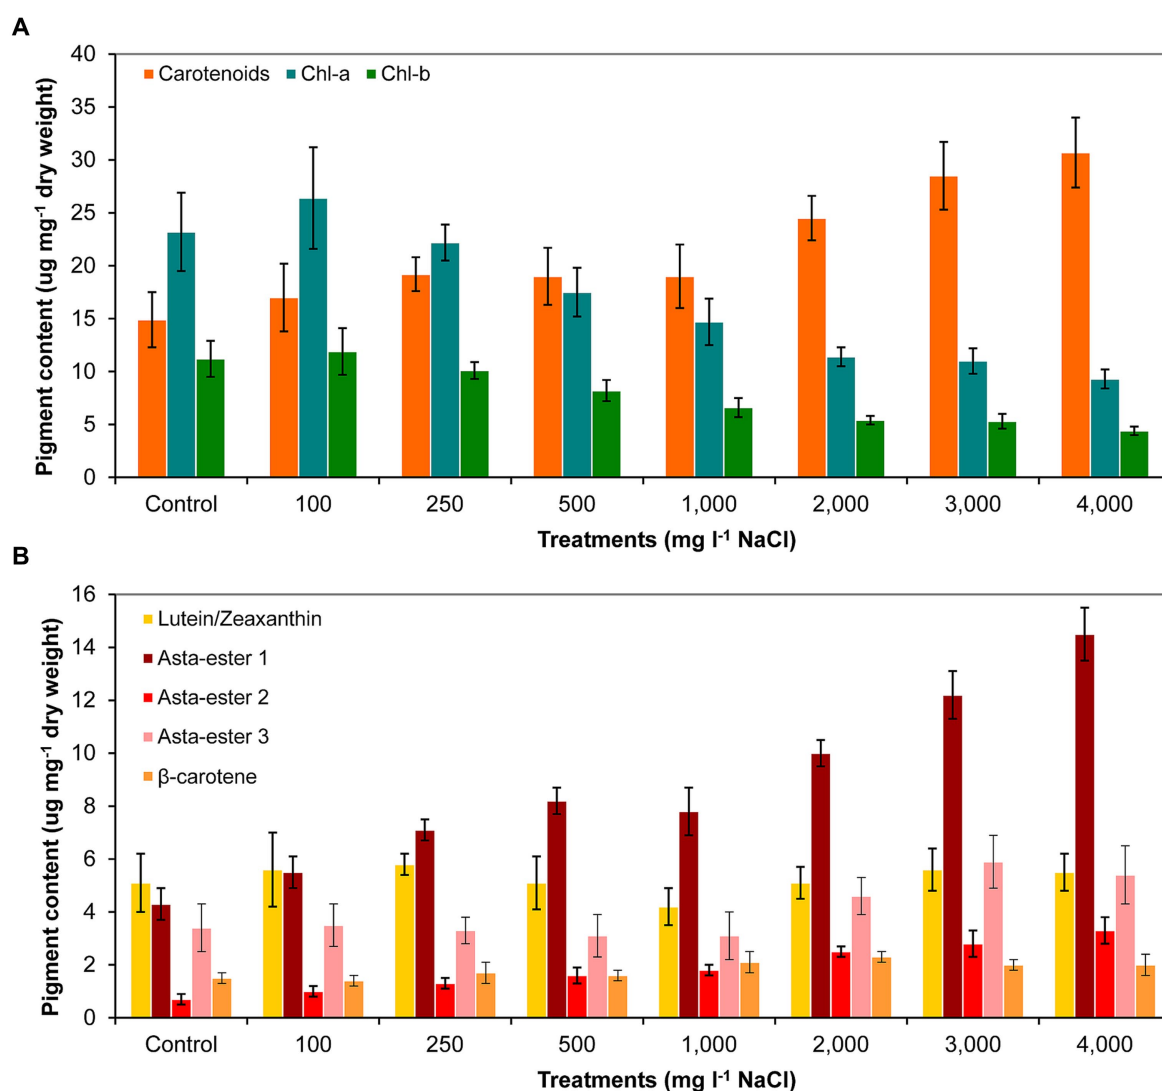 A
Pigment content (ug mg⁻¹ dry weight)
40
35
30
25
20
15
10
5
0
Carotenoids Chl-a Chl-b
Control 100 250 500 1,000 2,000 3,000 4,000
Treatments (mg l⁻¹ NaCl)
B
Pigment content (ug mg⁻¹ dry weight)
16
14
12
10
8
6
4
2
0
Lutein/Zeaxanthin
Asta-ester 1
Asta-ester 2
Asta-ester 3
β-carotene
Control 100 250 500 1,000 2,000 3,000 4,000
Treatments (mg l⁻¹ NaCl)